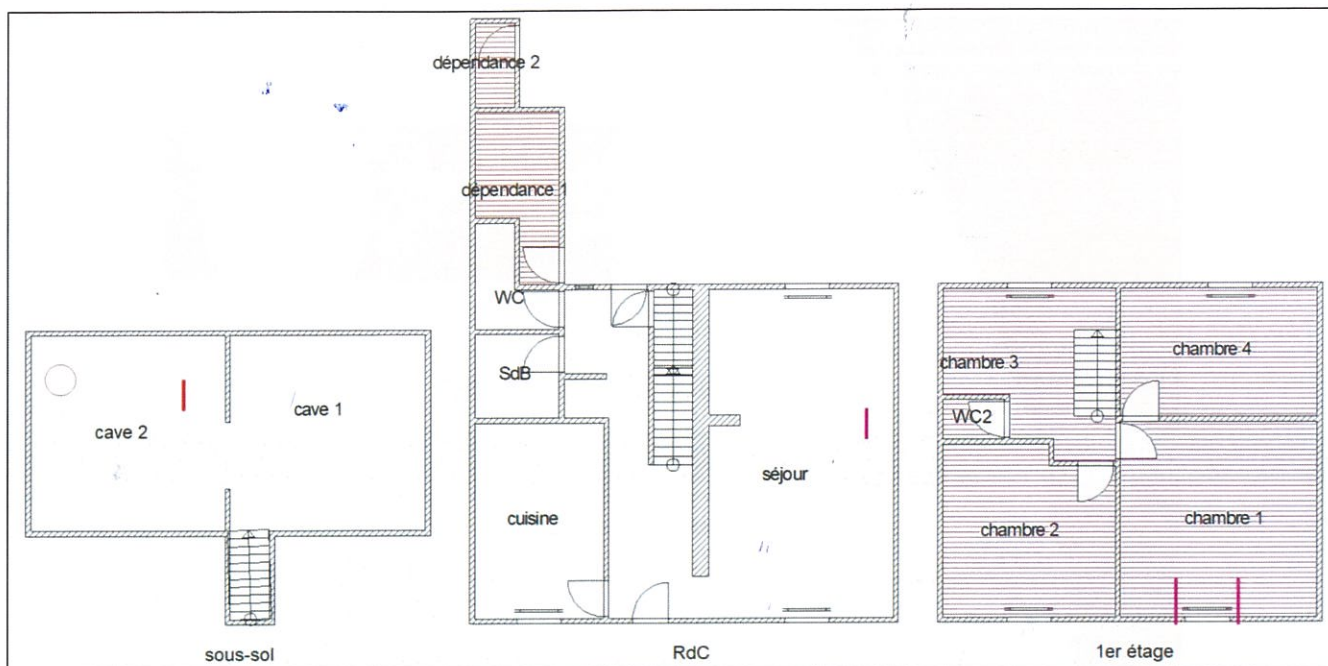 dépendance 2
dépendance 1
WC
SdB
cuisine
séjour
cave 2
cave 1
chambre 3
chambre 4
WC2
chambre 2
chambre 1
sous-sol
RdC
1er étage